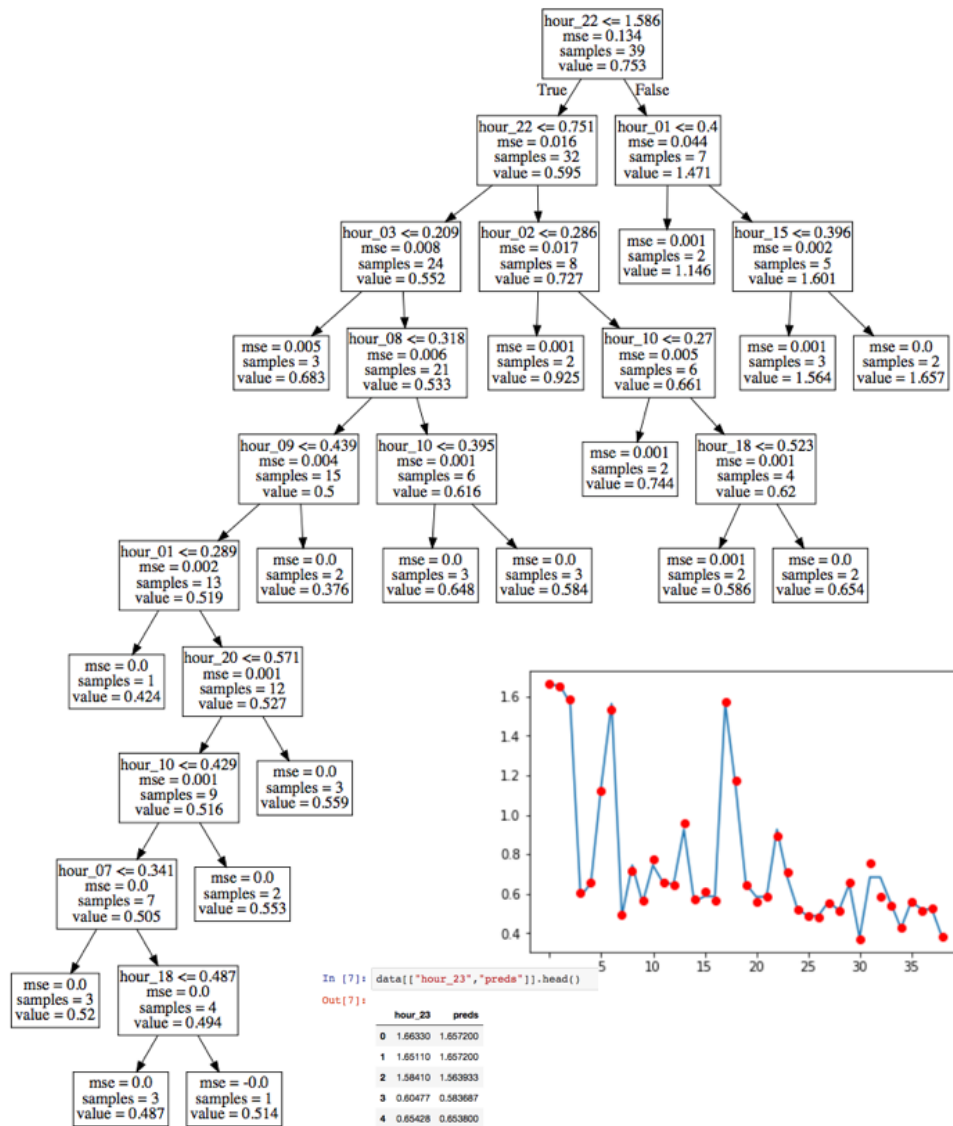 hour_22 <= 1.586
mse = 0.134
samples = 39
value = 0.753
True
False
hour_22 <= 0.751
mse = 0.016
samples = 32
value = 0.595
hour_01 <= 0.4
mse = 0.044
samples = 7
value = 1.471
hour_03 <= 0.209
mse = 0.008
samples = 24
value = 0.552
hour_02 <= 0.286
mse = 0.017
samples = 8
value = 0.727
mse = 0.001
samples = 2
value = 1.146
hour_15 <= 0.396
mse = 0.002
samples = 5
value = 1.601
mse = 0.005
samples = 3
value = 0.683
hour_08 <= 0.318
mse = 0.006
samples = 21
value = 0.533
mse = 0.001
samples = 2
value = 0.925
hour_10 <= 0.27
mse = 0.005
samples = 6
value = 0.661
mse = 0.001
samples = 3
value = 1.564
mse = 0.0
samples = 2
value = 1.657
hour_09 <= 0.439
mse = 0.004
samples = 15
value = 0.5
hour_10 <= 0.395
mse = 0.001
samples = 6
value = 0.616
mse = 0.001
samples = 2
value = 0.744
hour_18 <= 0.523
mse = 0.001
samples = 4
value = 0.62
hour_01 <= 0.289
mse = 0.002
samples = 13
value = 0.519
mse = 0.0
samples = 2
value = 0.376
mse = 0.0
samples = 3
value = 0.648
mse = 0.0
samples = 3
value = 0.584
mse = 0.001
samples = 2
value = 0.586
mse = 0.0
samples = 2
value = 0.654
mse = 0.0
samples = 1
value = 0.424
hour_20 <= 0.571
mse = 0.001
samples = 12
value = 0.527
hour_10 <= 0.429
mse = 0.001
samples = 9
value = 0.516
mse = 0.0
samples = 3
value = 0.559
hour_07 <= 0.341
mse = 0.0
samples = 7
value = 0.505
mse = 0.0
samples = 2
value = 0.553
mse = 0.0
samples = 3
value = 0.52
hour_18 <= 0.487
mse = 0.0
samples = 4
value = 0.494
mse = 0.0
samples = 3
value = 0.487
mse = -0.0
samples = 1
value = 0.514
1.6
1.4
1.2
1.0
0.8
0.6
0.4
5 10 15 20 25 30 35
In [7]: data[["hour_23","preds"]].head()
Out[7]:
hour_23 preds
0 1.66330 1.657200
1 1.65110 1.657200
2 1.58410 1.563933
3 0.60477 0.583687
4 0.65428 0.653800